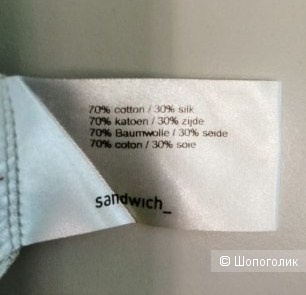 70% cotton / 30% silk
70% katoen / 30% zijde
70% Baumwolle / 30% seide
70% coton / 30% soie
sandwich_
© Шопоголик